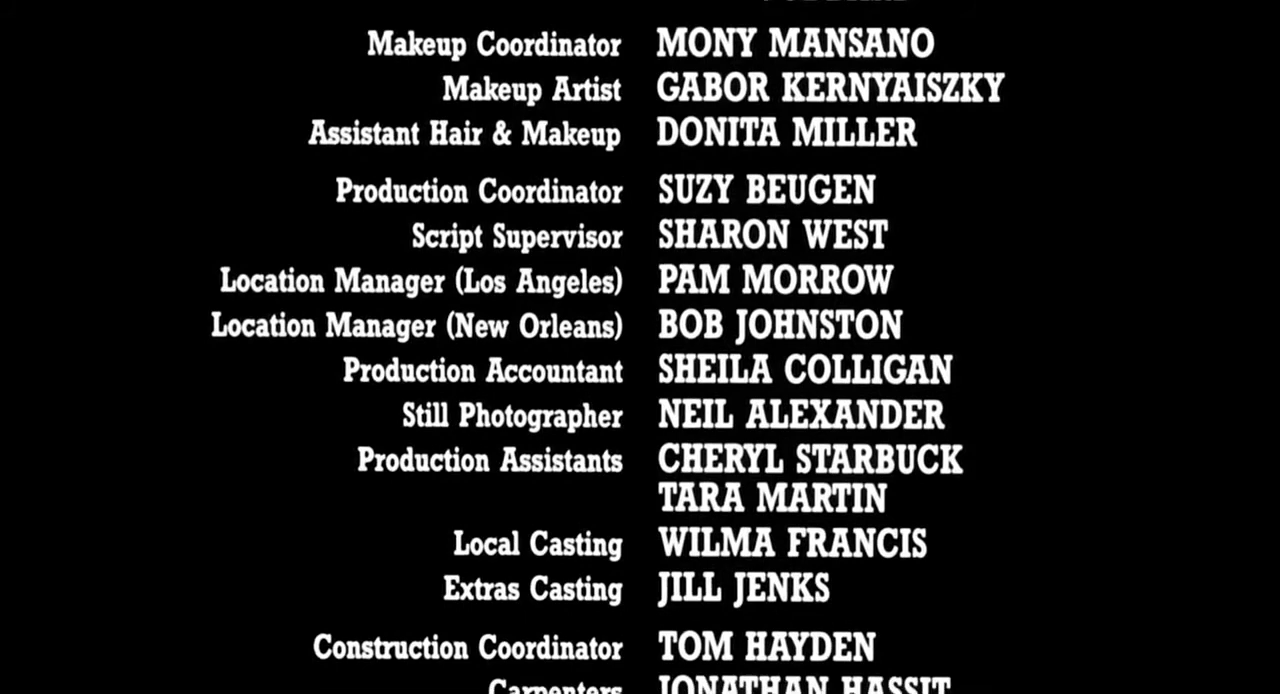 Makeup Coordinator MONY MANSANO
Makeup Artist GABOR KERNYAISZKY
Assistant Hair & Makeup DONITA MILLER
Production Coordinator SUZY BEUGEN
Script Supervisor SHARON WEST
Location Manager (Los Angeles) PAM MORROW
Location Manager (New Orleans) BOB JOHNSTON
Production Accountant SHEILA COLLIGAN
Still Photographer NEIL ALEXANDER
Production Assistants CHERYL STARBUCK
TARA MARTIN
Local Casting WILMA FRANCIS
Extras Casting JILL JENKS
Construction Coordinator TOM HAYDEN
Carpenters JONATHAN HASSIT